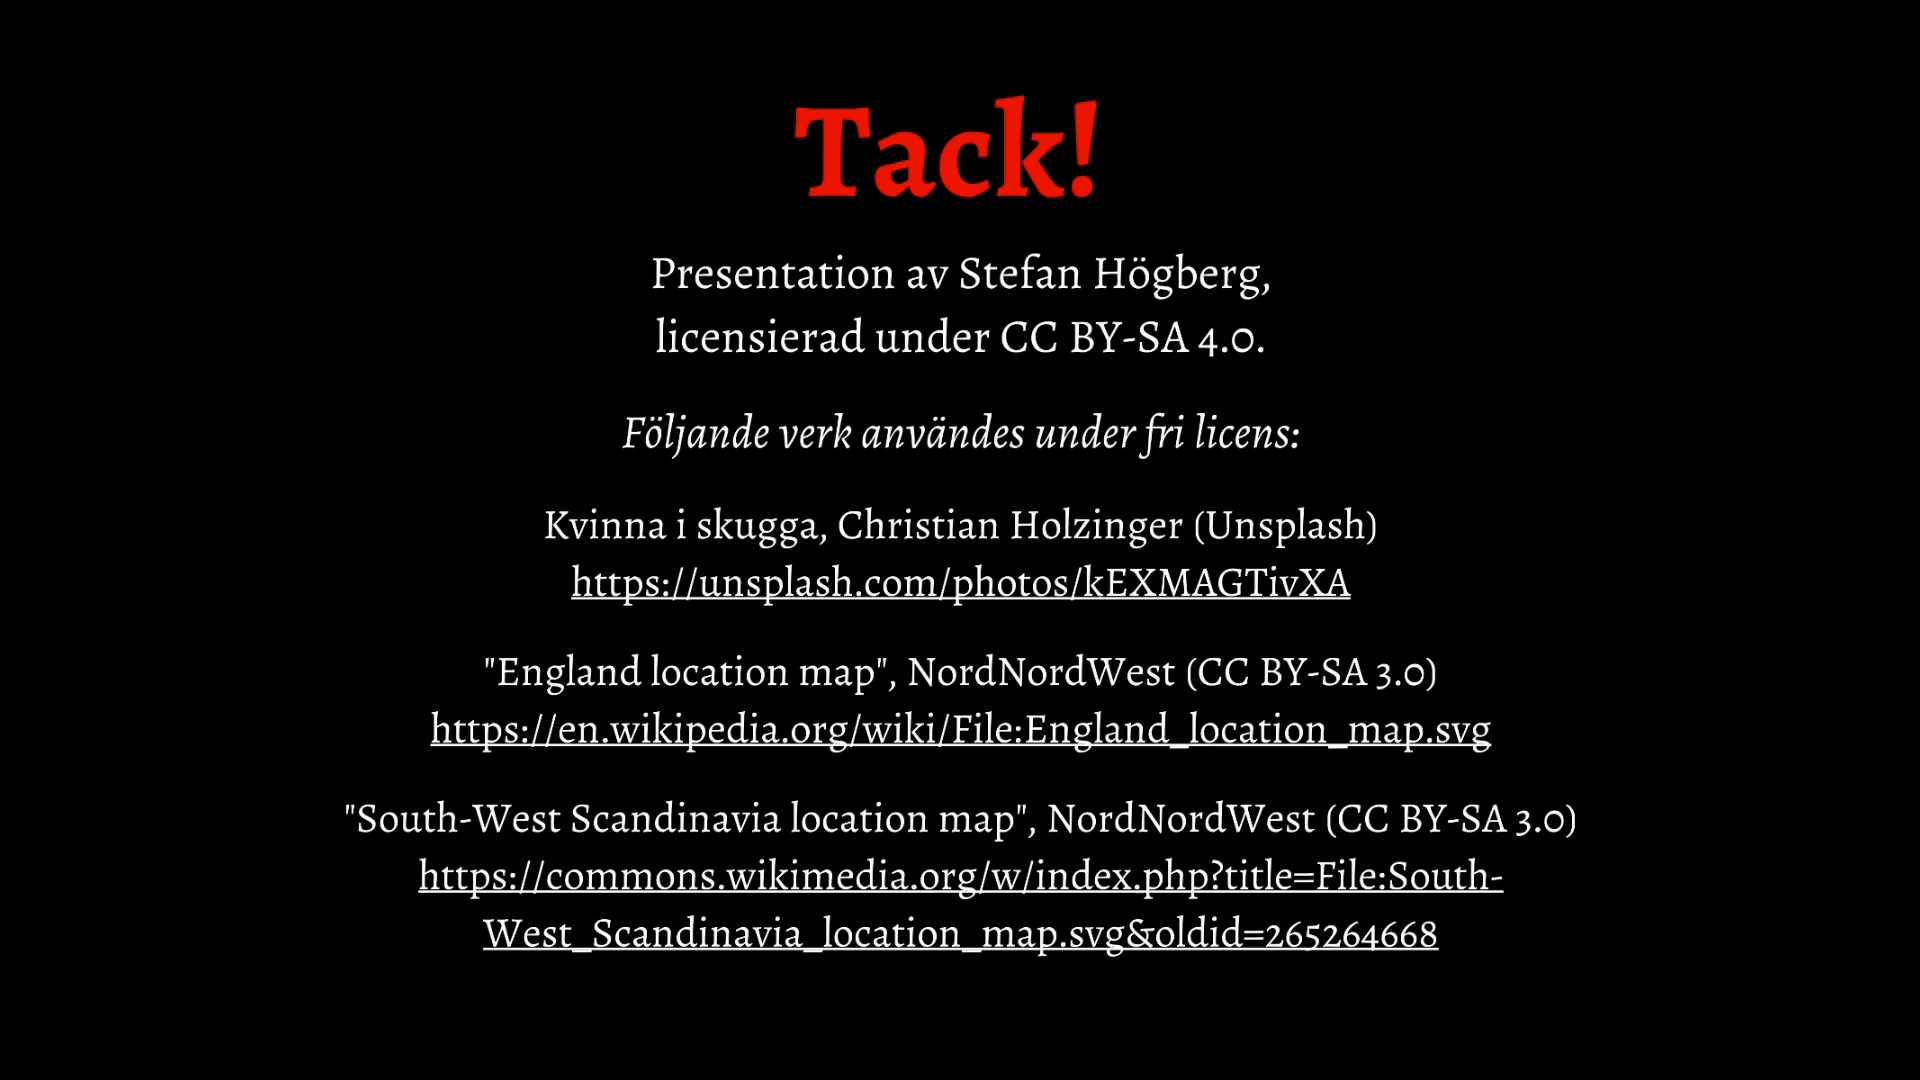 Tack!
Presentation av Stefan Högberg,
licensierad under CC BY-SA 4.0.
Följande verk användes under fri licens:
Kvinna i skugga, Christian Holzinger (Unsplash)
https://unsplash.com/photos/kEXMAGTivXA
"England location map", NordNordWest (CC BY-SA 3.0)
https://en.wikipedia.org/wiki/File:England_location_map.svg
"South-West Scandinavia location map", NordNordWest (CC BY-SA 3.0)
https://commons.wikimedia.org/w/index.php?title=File:South-
West_Scandinavia_location_map.svg&oldid=265264668